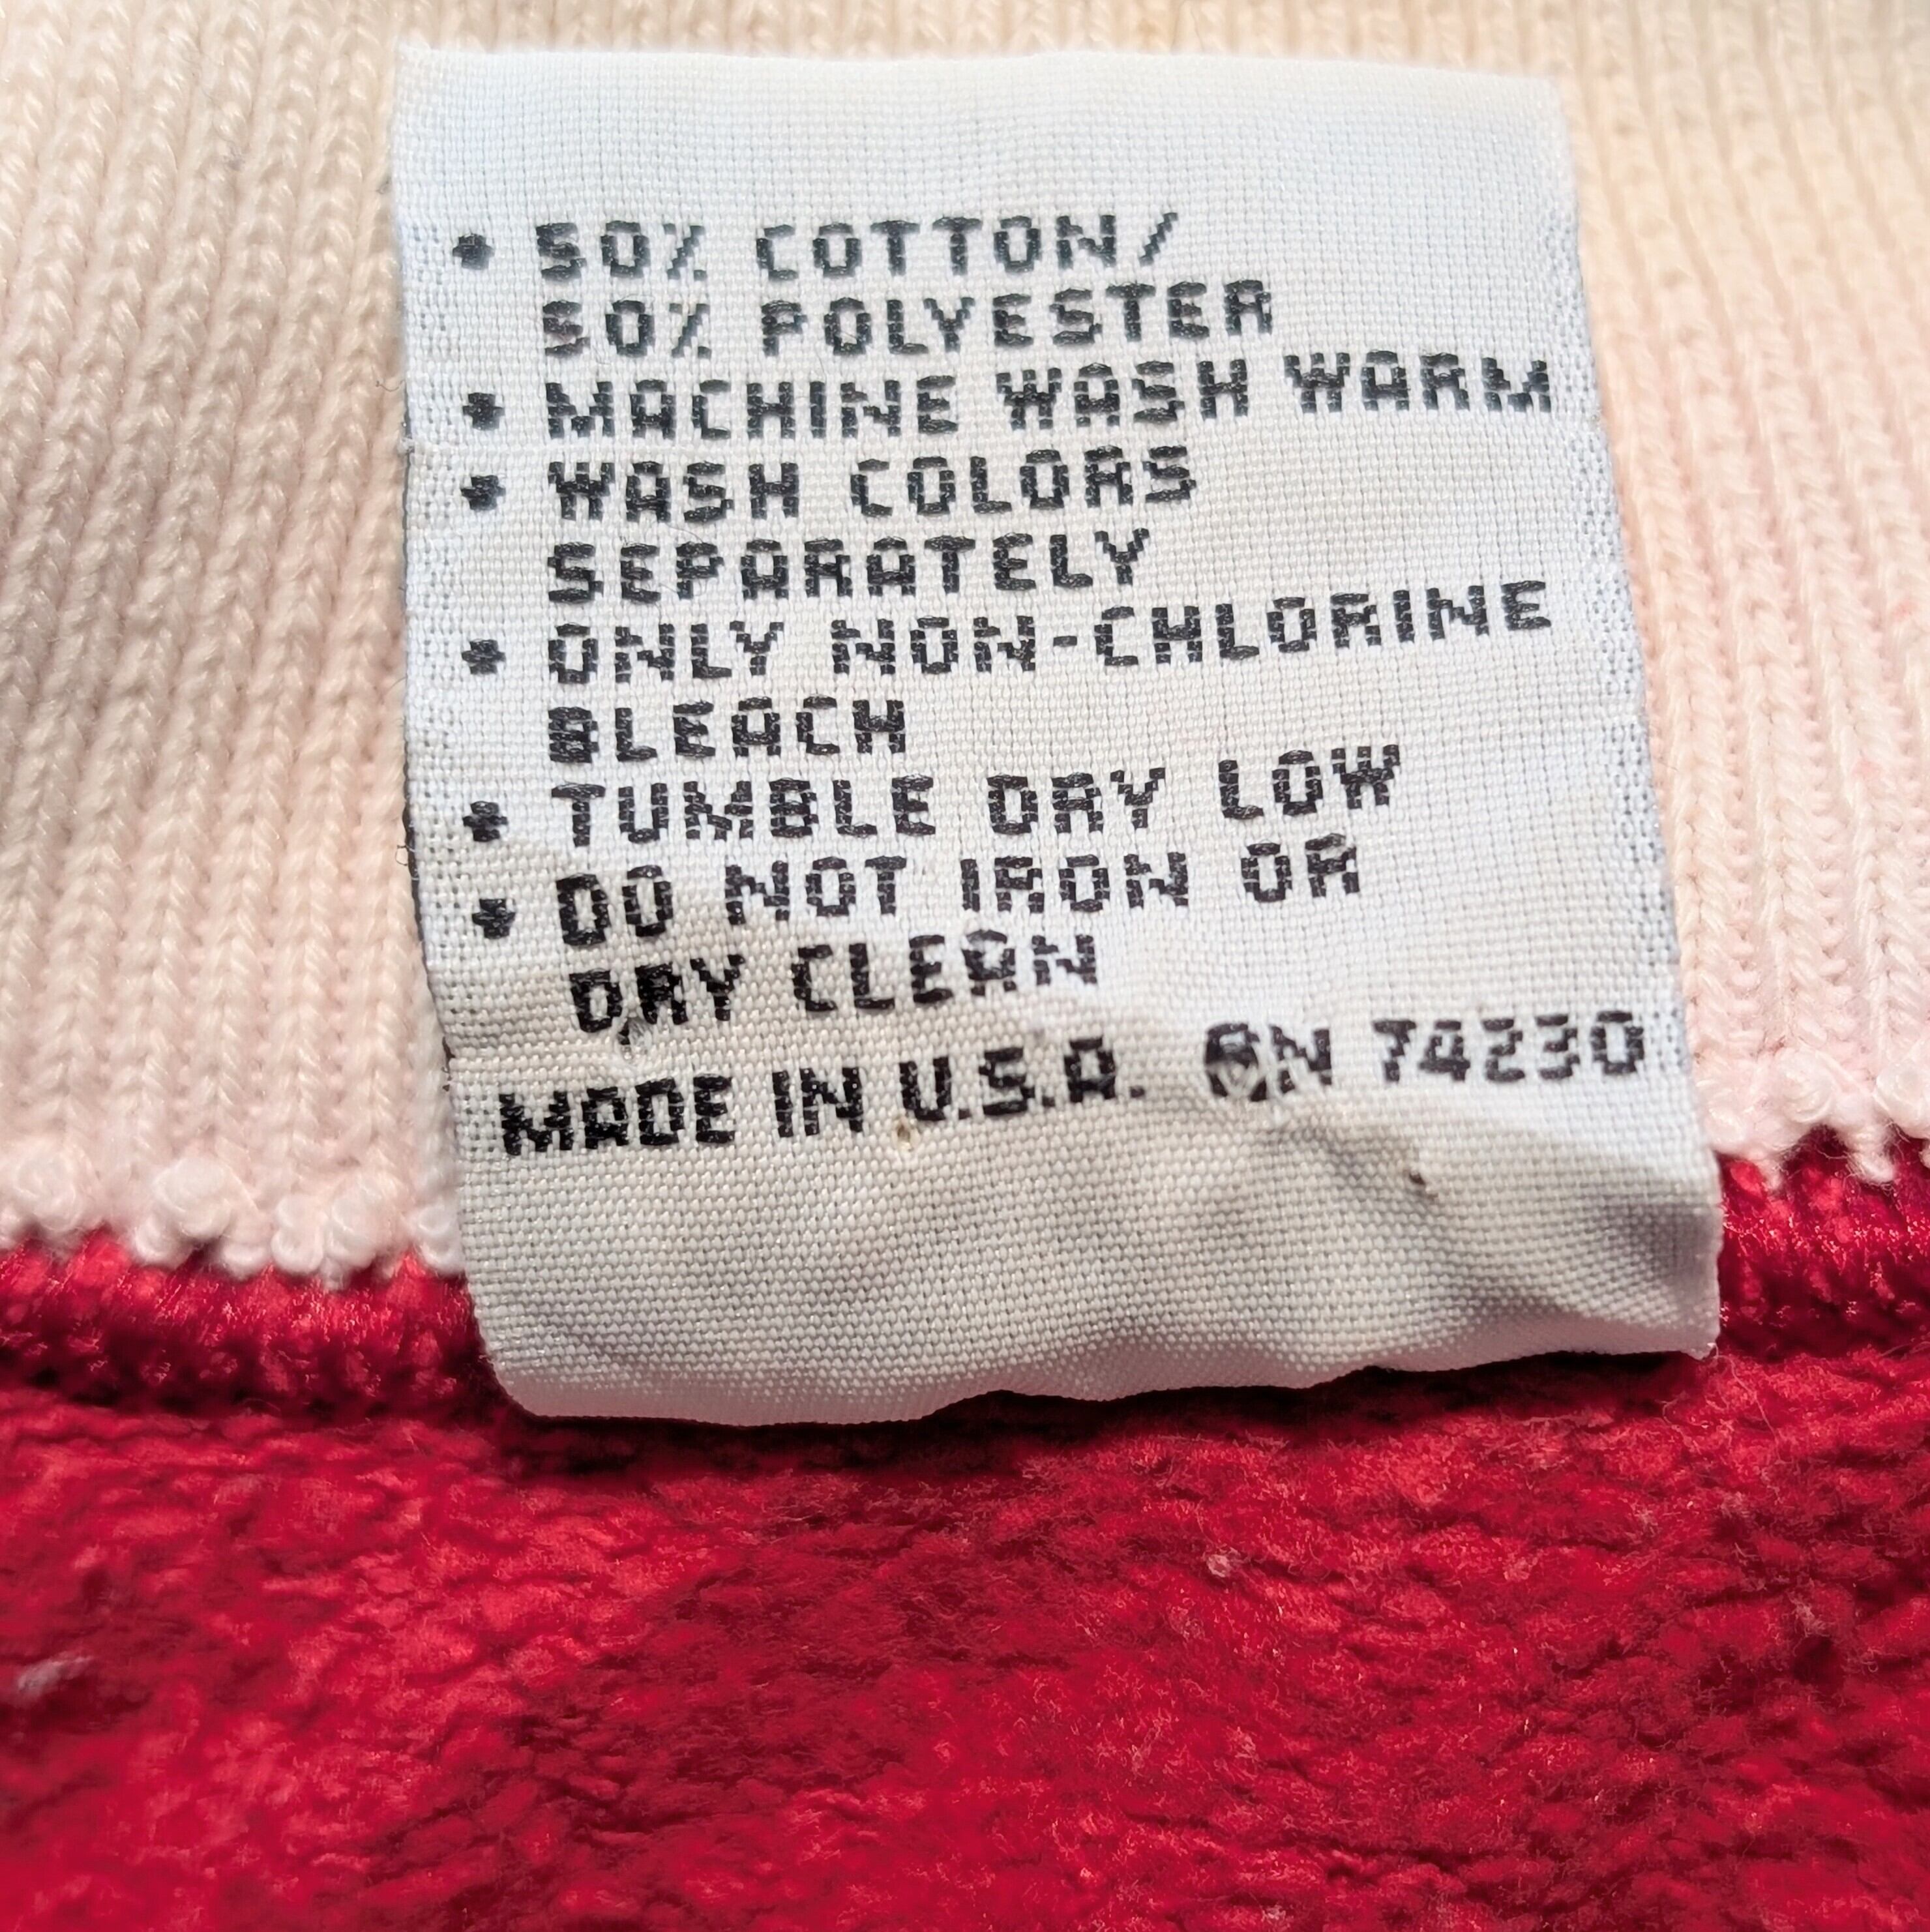 • 50% COTTON/
50% POLYESTER
• MACHINE WASH WARM
• WASH COLORS
SEPARATELY
• ONLY NON-CHLORINE
BLEACH
• TUMBLE DRY LOW
• DO NOT IRON OR
DRY CLEAN
MADE IN U.S.A. RN 74230